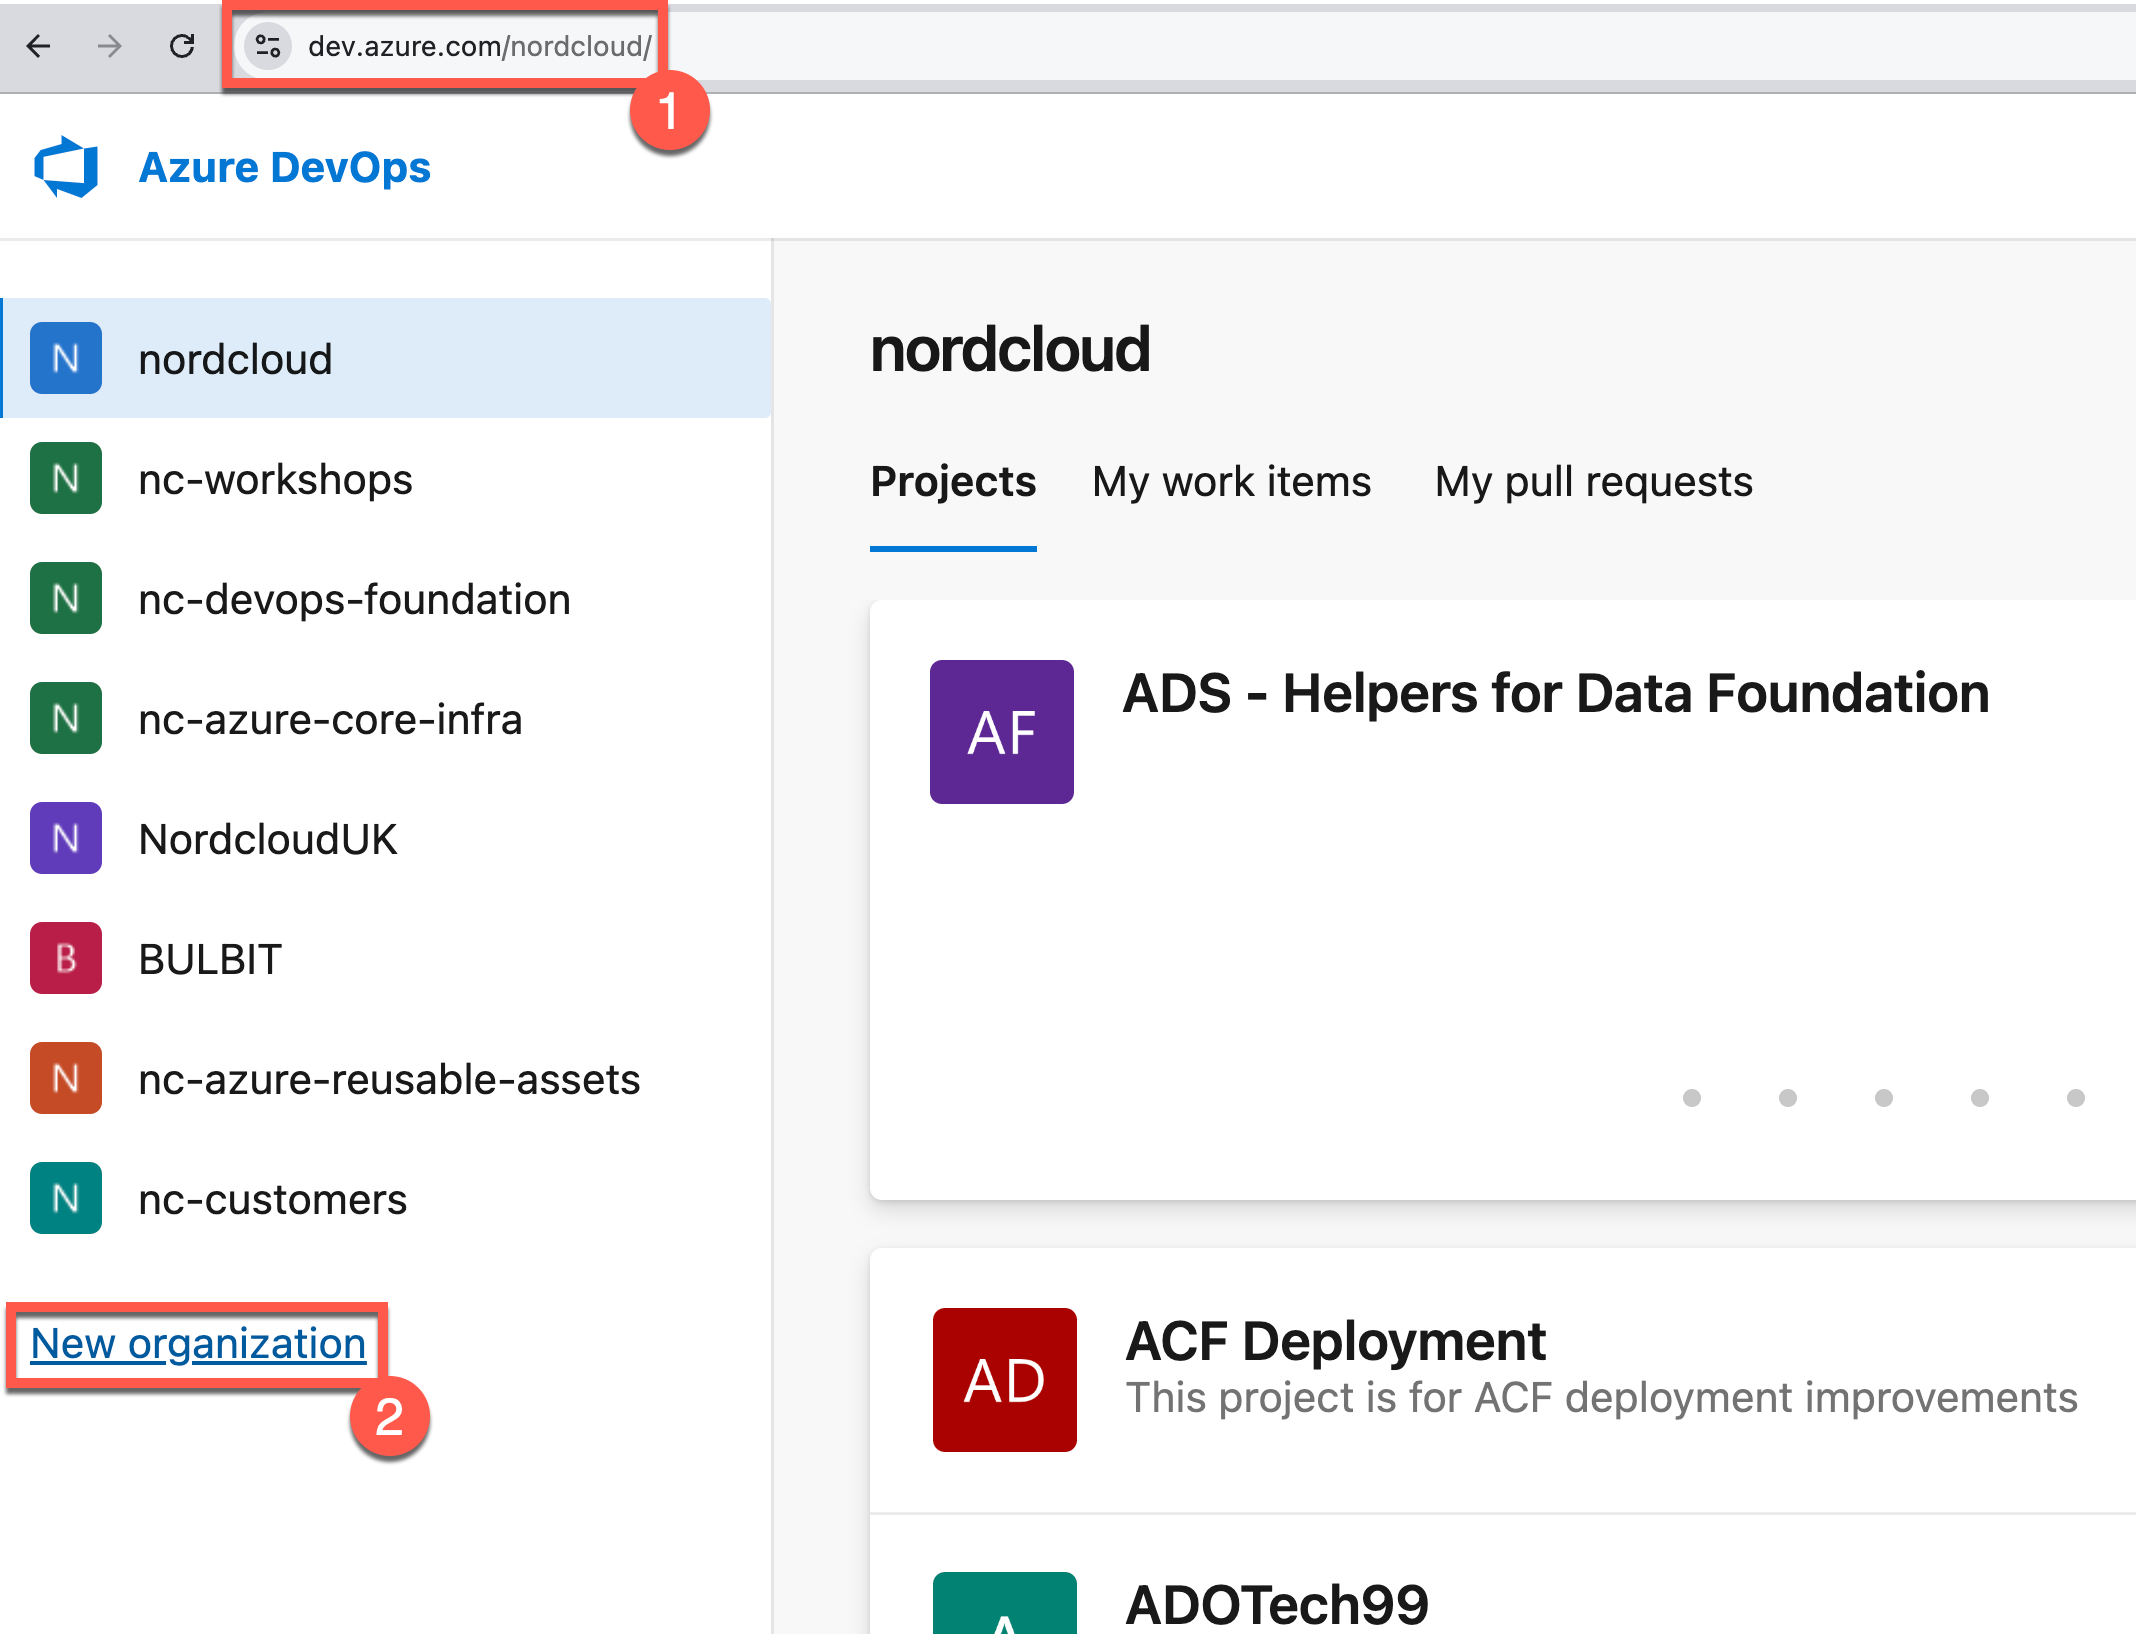 dev.azure.com/nordcloud/
1
Azure DevOps
N nordcloud
N nc-workshops
N nc-devops-foundation
N nc-azure-core-infra
N NordcloudUK
B BULBIT
N nc-azure-reusable-assets
N nc-customers
New organization
2
nordcloud
Projects My work items My pull requests
AF ADS - Helpers for Data Foundation
AD ACF Deployment
This project is for ACF deployment improvements
A ADOTech99